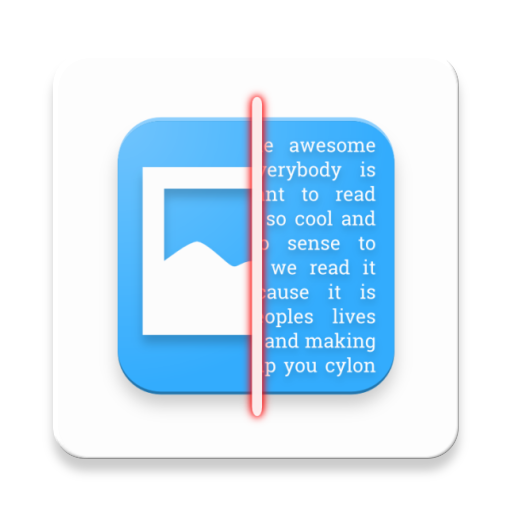 e awesome
verybody is
nt to read
so cool and
sense to
we read it
cause it is
oples lives
and making
p you cylon